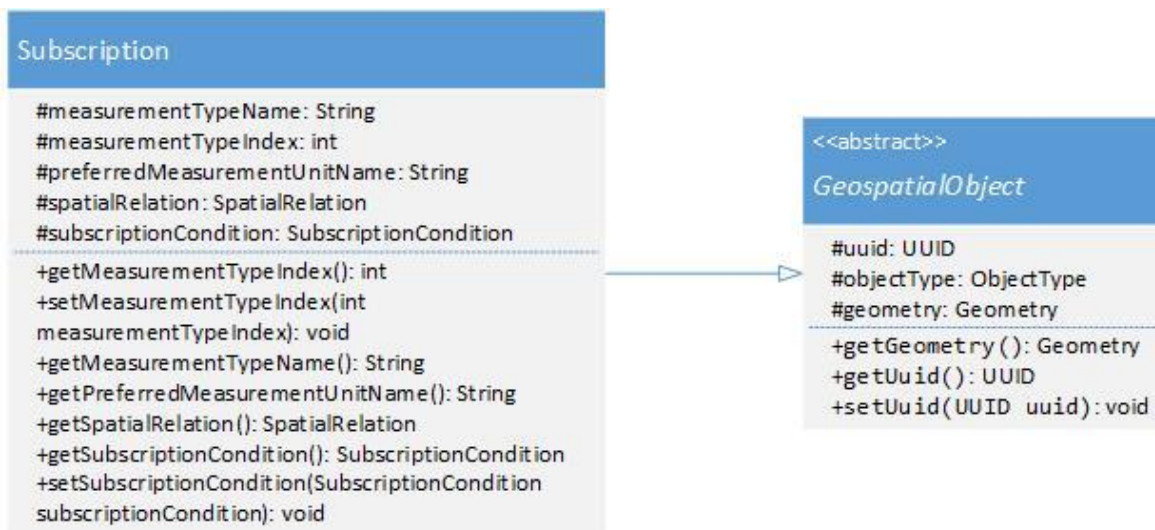 Subscription
#measurementTypeName: String
#measurementTypeIndex: int
#preferredMeasurementUnitName: String
#spatialRelation: SpatialRelation
#subscriptionCondition: SubscriptionCondition
+getMeasurementTypeIndex(): int
+setMeasurementTypeIndex(int
measurementTypeIndex): void
+getMeasurementTypeName(): String
+getPreferredMeasurementUnitName(): String
+getSpatialRelation(): SpatialRelation
+getSubscriptionCondition(): SubscriptionCondition
+setSubscriptionCondition(SubscriptionCondition
subscriptionCondition): void
<<abstract>>
GeospatialObject
#uuid: UUID
#objectType: ObjectType
#geometry: Geometry
+getGeometry(): Geometry
+getUuid(): UUID
+setUuid(UUID uuid): void